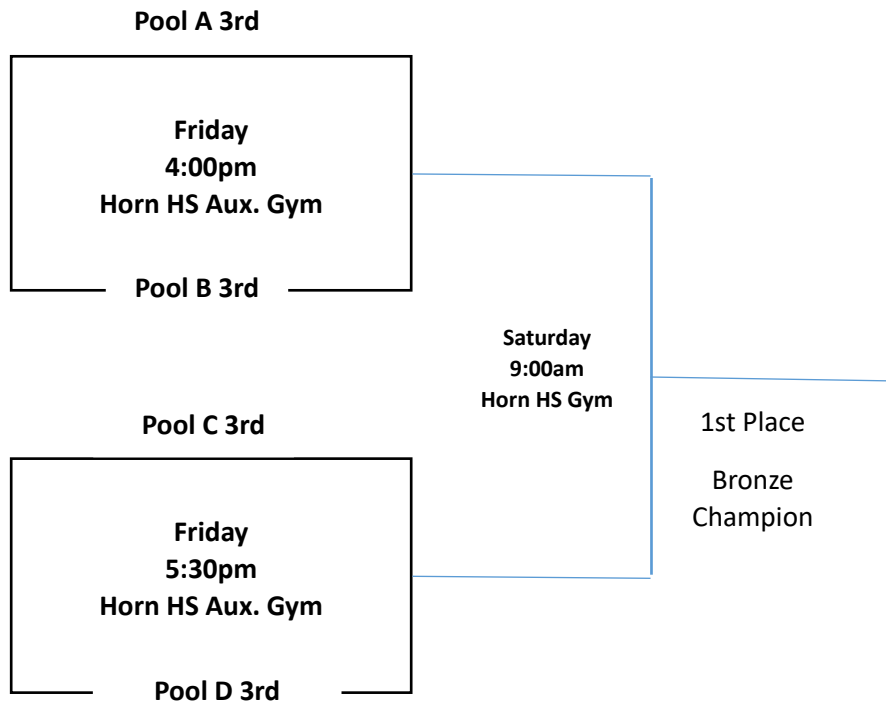 Pool A 3rd
Friday
4:00pm
Horn HS Aux. Gym
Pool B 3rd
Saturday
9:00am
Horn HS Gym
1st Place
Bronze
Champion
Pool C 3rd
Friday
5:30pm
Horn HS Aux. Gym
Pool D 3rd